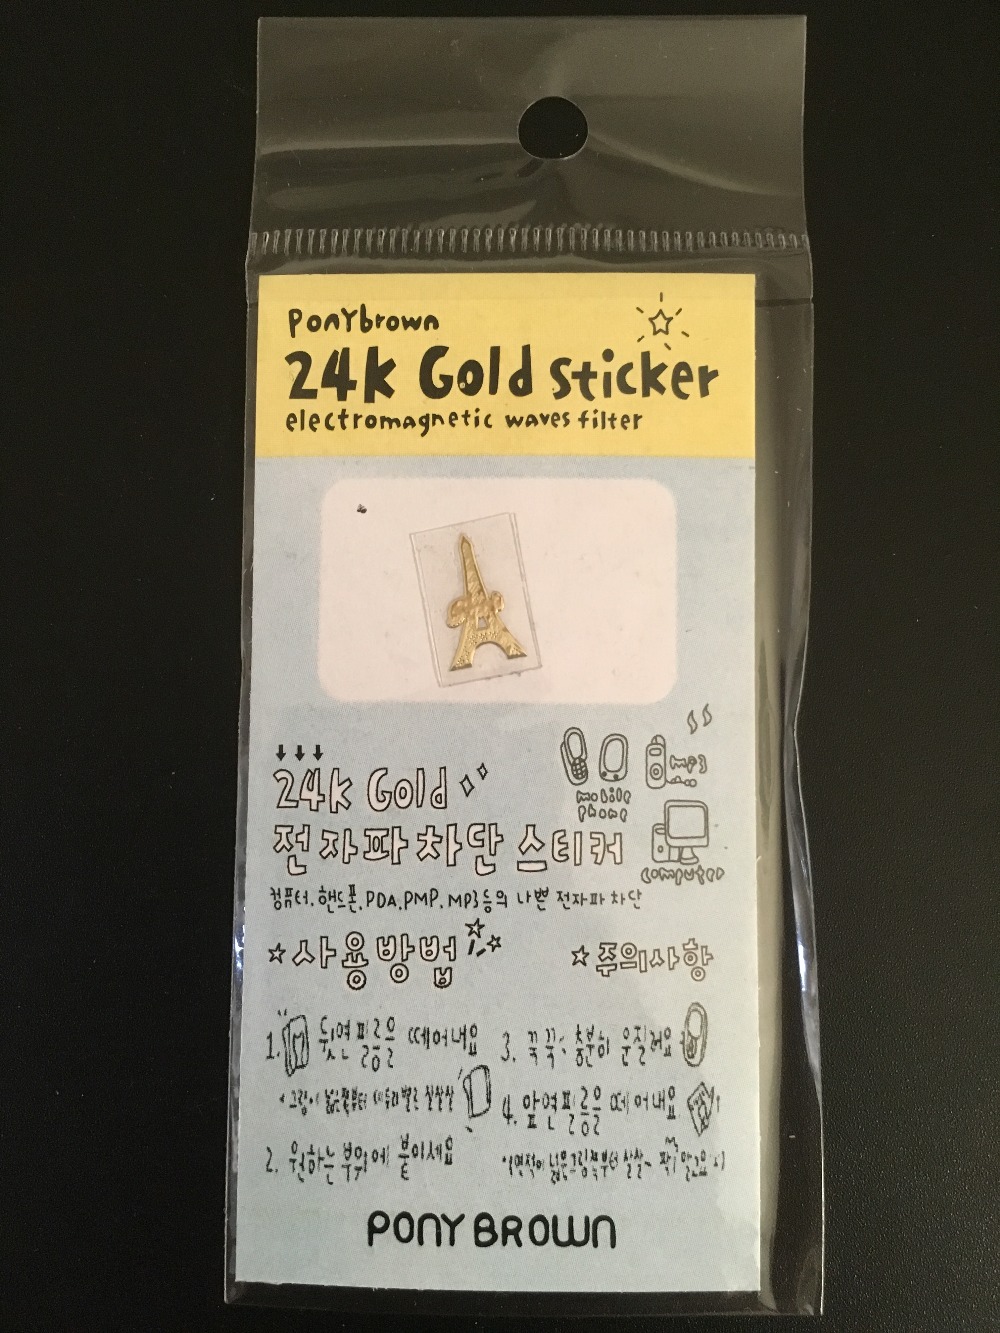 Ponybrown
24k Gold sticker
electromagnetic waves filter
24k Gold
전자파 차단 스티커
mobile
phone
mp3
computer
컴퓨터, 핸드폰, PDA, PMP, MP3등의 나쁜 전자파 차단
사용방법
주의사항
1. 뒷면 필름을 떼어내요
2. 원하는 부위에 붙이세요
3. 꾹꾹 충분히 문질러요
4. 앞면 필름을 떼어내요
PONY BROWN